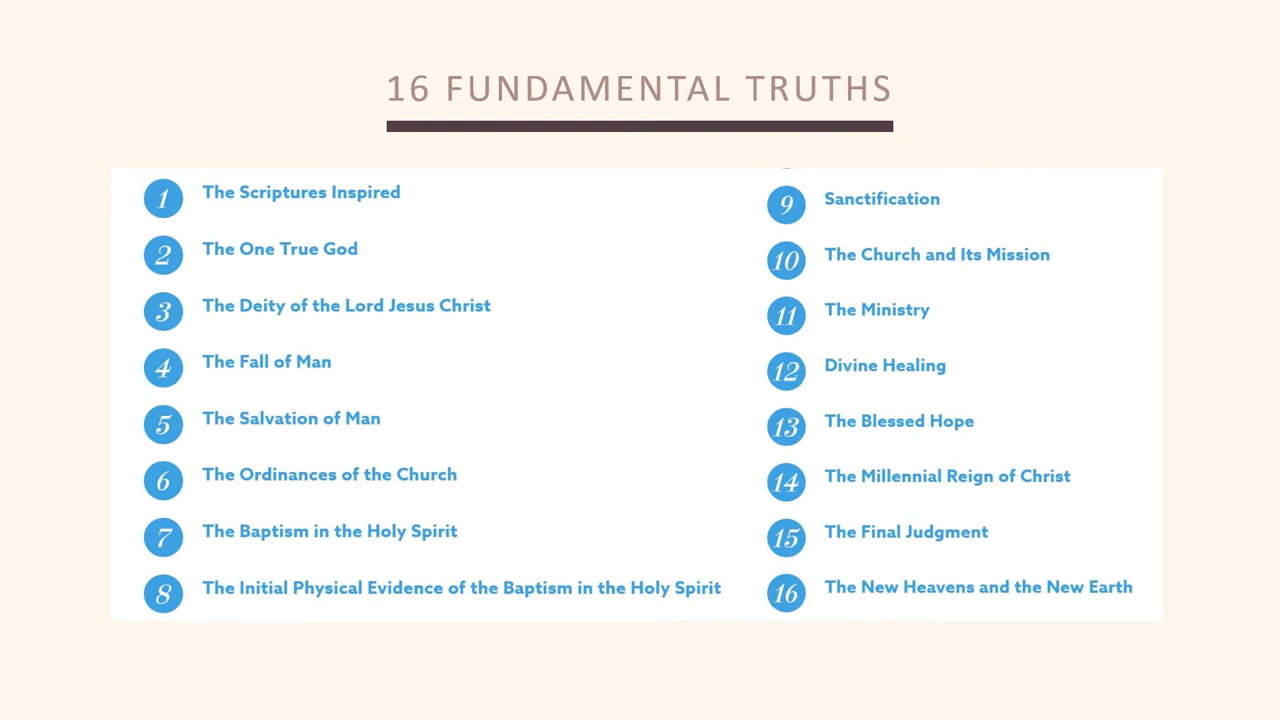 16 FUNDAMENTAL TRUTHS
1 The Scriptures Inspired
2 The One True God
3 The Deity of the Lord Jesus Christ
4 The Fall of Man
5 The Salvation of Man
6 The Ordinances of the Church
7 The Baptism in the Holy Spirit
8 The Initial Physical Evidence of the Baptism in the Holy Spirit
9 Sanctification
10 The Church and Its Mission
11 The Ministry
12 Divine Healing
13 The Blessed Hope
14 The Millennial Reign of Christ
15 The Final Judgment
16 The New Heavens and the New Earth